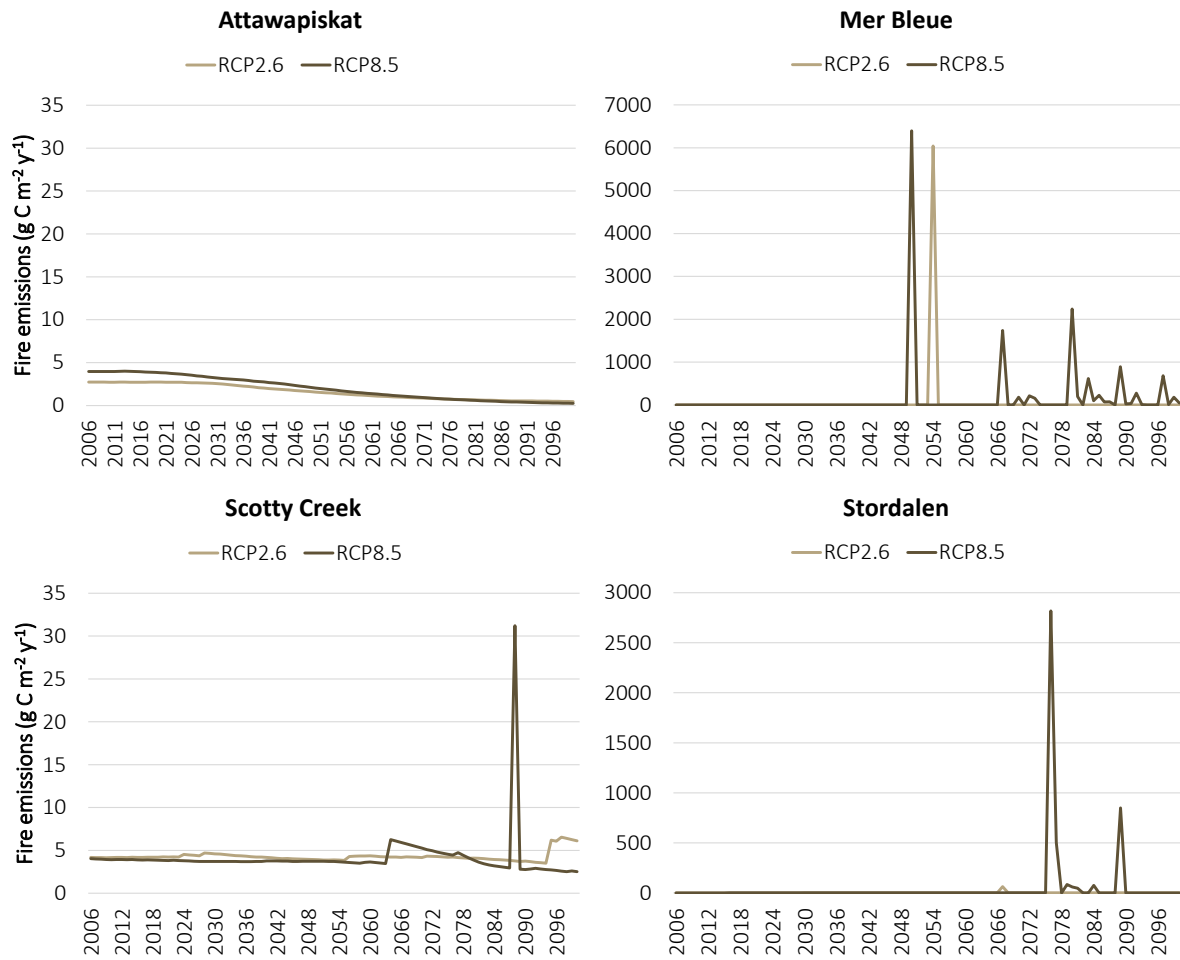 Attawapiskat
RCP2.6 RCP8.5
Fire emissions (g C m⁻² y⁻¹)
35
30
25
20
15
10
5
0
2006 2011 2016 2021 2026 2031 2036 2041 2046 2051 2056 2061 2066 2071 2076 2081 2086 2091 2096
Mer Bleue
RCP2.6 RCP8.5
7000
6000
5000
4000
3000
2000
1000
0
2006 2012 2018 2024 2030 2036 2042 2048 2054 2060 2066 2072 2078 2084 2090 2096
Scotty Creek
RCP2.6 RCP8.5
Fire emissions (g C m⁻² y⁻¹)
35
30
25
20
15
10
5
0
2006 2012 2018 2024 2030 2036 2042 2048 2054 2060 2066 2072 2078 2084 2090 2096
Stordalen
RCP2.6 RCP8.5
3000
2500
2000
1500
1000
500
0
2006 2012 2018 2024 2030 2036 2042 2048 2054 2060 2066 2072 2078 2084 2090 2096